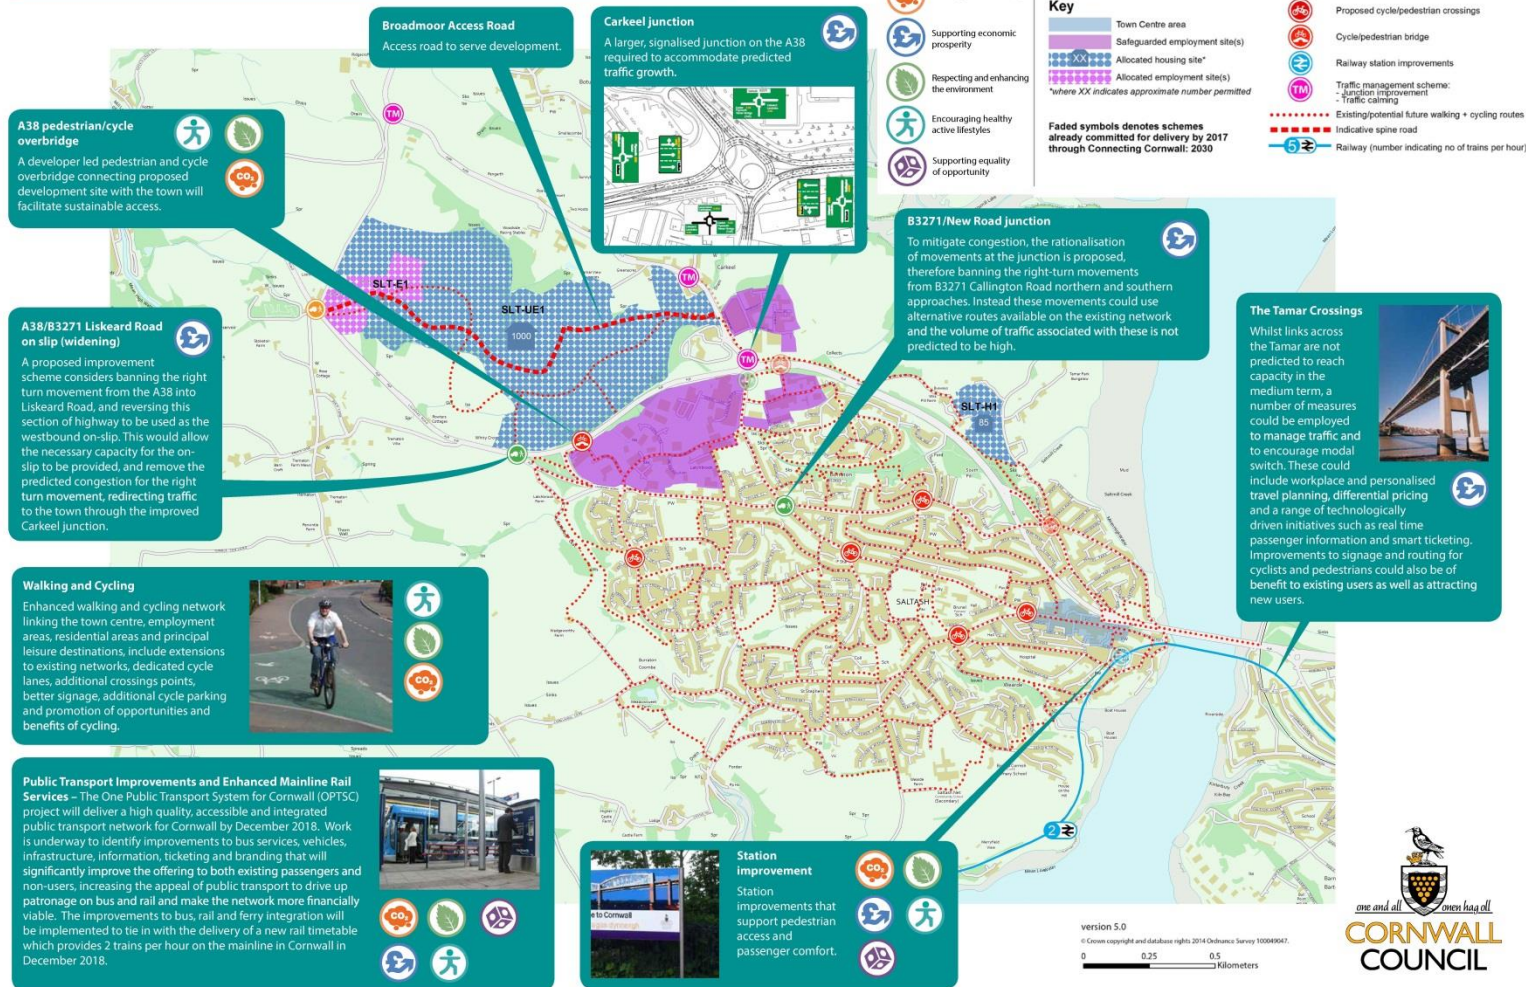 Broadmoor Access Road
Access road to serve development.
Carkeel junction
A larger, signalised junction on the A38
required to accommodate predicted
traffic growth.
Supporting economic
prosperity
Respecting and enhancing
the environment
Encouraging healthy
active lifestyles
Supporting equality
of opportunity
Key
Town Centre area
Safeguarded employment site(s)
XX
Allocated housing site*
Allocated employment site(s)
*where XX indicates approximate number permitted
Faded symbols denotes schemes
already committed for delivery by 2017
through Connecting Cornwall: 2030
Proposed cycle/pedestrian crossings
Cycle/pedestrian bridge
Railway station improvements
TM
Traffic management scheme:
- Junction improvement
- Traffic calming
Existing/potential future walking + cycling routes
Indicative spine road
5
Railway (number indicating no of trains per hour)
A38 pedestrian/cycle
overbridge
A developer led pedestrian and cycle
overbridge connecting proposed
development site with the town will
facilitate sustainable access.
CO2
A38/B3271 Liskeard Road
on slip (widening)
A proposed improvement
scheme considers banning the right
turn movement from the A38 into
Liskeard Road, and reversing this
section of highway to be used as the
westbound on-slip. This would allow
the necessary capacity for the on-
slip to be provided, and remove the
predicted congestion for the right
turn movement, redirecting traffic
to the town through the improved
Carkeel junction.
B3271/New Road junction
To mitigate congestion, the rationalisation
of movements at the junction is proposed,
therefore banning the right-turn movements
from B3271 Callington Road northern and southern
approaches. Instead these movements could use
alternative routes available on the existing network
and the volume of traffic associated with these is not
predicted to be high.
The Tamar Crossings
Whilst links across
the Tamar are not
predicted to reach
capacity in the
medium term, a
number of measures
could be employed
to manage traffic and
to encourage modal
switch. These could
include workplace and personalised
travel planning, differential pricing
and a range of technologically
driven initiatives such as real time
passenger information and smart ticketing.
Improvements to signage and routing for
cyclists and pedestrians could also be of
benefit to existing users as well as attracting
new users.
TM
TM
Carkeel
TM
SLT-E1
SLT-UE1
1000
SLT-H1
85
SALTASH
2
Walking and Cycling
Enhanced walking and cycling network
linking the town centre, employment
areas, residential areas and principal
leisure destinations, include extensions
to existing networks, dedicated cycle
lanes, additional crossings points,
better signage, additional cycle parking
and promotion of opportunities and
benefits of cycling.
CO2
Public Transport Improvements and Enhanced Mainline Rail
Services – The One Public Transport System for Cornwall (OPTSC)
project will deliver a high quality, accessible and integrated
public transport network for Cornwall by December 2018. Work
is underway to identify improvements to bus services, vehicles,
infrastructure, information, ticketing and branding that will
significantly improve the offering to both existing passengers and
non-users, increasing the appeal of public transport to drive up
patronage on bus and rail and make the network more financially
viable. The improvements to bus, rail and ferry integration will
be implemented to tie in with the delivery of a new rail timetable
which provides 2 trains per hour on the mainline in Cornwall in
December 2018.
CO2
e to Cornwall
Station
improvement
Station
improvements that
support pedestrian
access and
passenger comfort.
CO2
version 5.0
© Crown copyright and database rights 2014 Ordnance Survey 100049047.
0 0.25 0.5
Kilometers
one and all onen hag oll
CORNWALL
COUNCIL